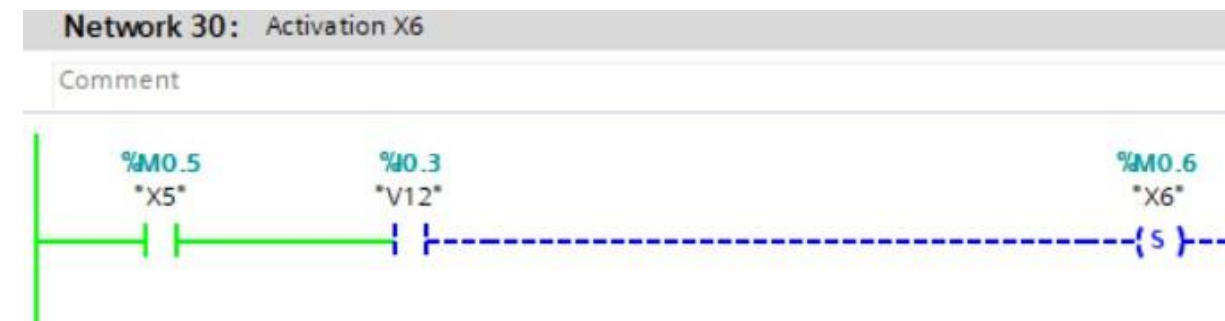 Network 30: Activation X6
Comment
%M0.5 %I0.3 %M0.6
"X5" "V12" "X6"
S